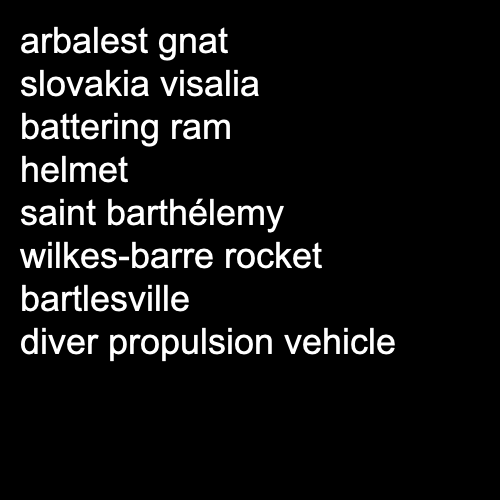 arbalest gnat
slovakia visalia
battering ram
helmet
saint barthélemy
wilkes-barre rocket
bartlesville
diver propulsion vehicle